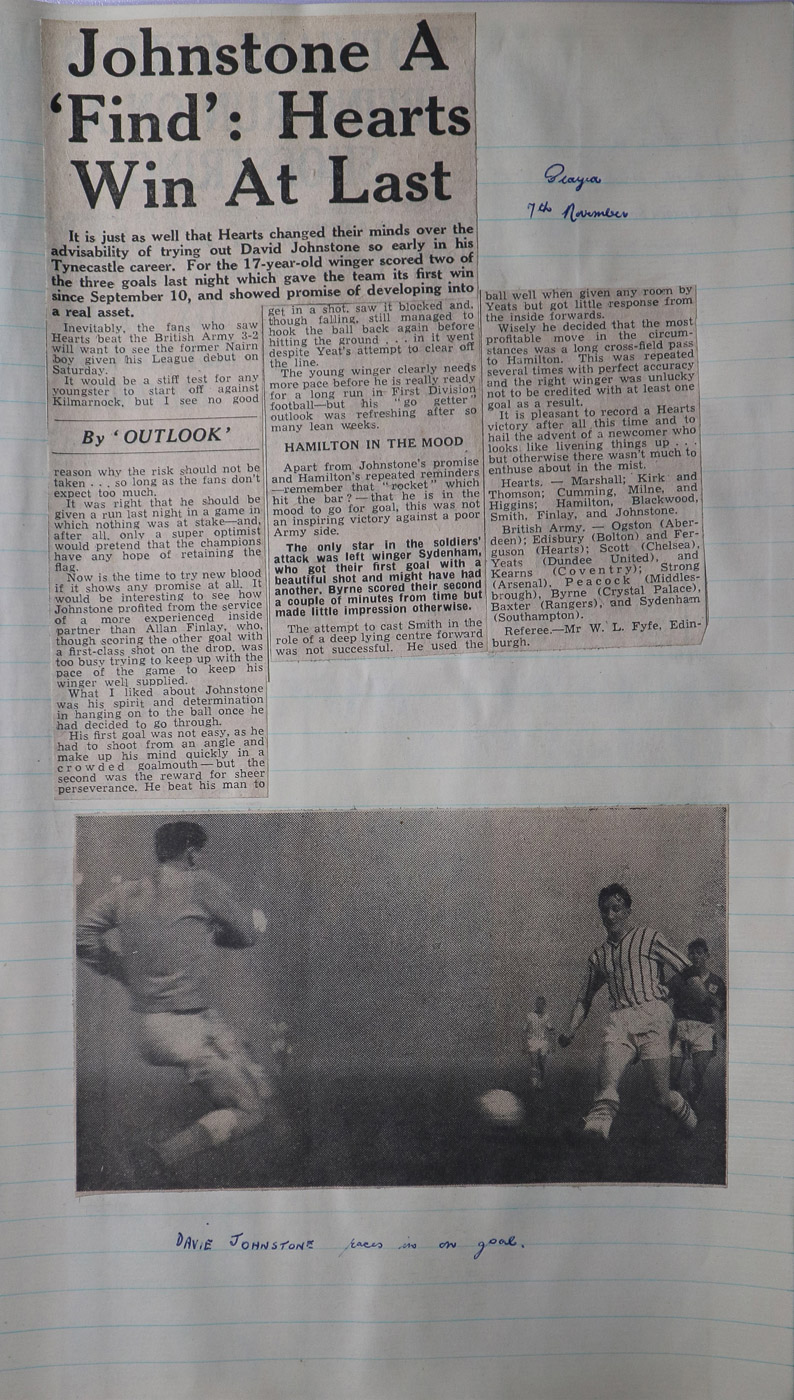 Johnstone A
‘Find’: Hearts
Win At Last
It is just as well that Hearts changed their minds over the
advisability of trying out David Johnstone so early in his
Tynecastle career. For the 17-year-old winger scored two of
the three goals last night which gave the team its first win
since September 10, and showed promise of developing into
a real asset.
Inevitably, the fans who saw
Hearts beat the British Army 3-2
will want to see the former Nairn
boy given his League debut on
Saturday.
It would be a stiff test for any
youngster to start off against
Kilmarnock, but I see no good
By ‘OUTLOOK’
reason why the risk should not be
taken . . . so long as the fans don't
expect too much.
It was right that he should be
given a run last night in a game in
which nothing was at stake—and,
after all, only a super optimist
would pretend that the champions
have any hope of retaining the
flag.
Now is the time to try new blood
if it shows any promise at all. It
would be interesting to see how
Johnstone profited from the service
of a more experienced inside
partner than Allan Finlay, who,
though scoring the other goal with
a first-class shot on the drop, was
too busy trying to keep up with the
pace of the game to keep his
winger well supplied.
What I liked about Johnstone
was his spirit and determination
in hanging on to the ball once he
had decided to go through.
His first goal was not easy, as he
had to shoot from an angle and
make up his mind quickly in a
crowded goalmouth—but the
second was the reward for sheer
perseverance. He beat his man to
get in a shot, saw it blocked and,
though falling, still managed to
hook the ball back again before
hitting the ground . . . in it went
despite Yeat's attempt to clear off
the line.
The young winger clearly needs
more pace before he is really ready
for a long run in First Division
football—but his "go getter"
outlook was refreshing after so
many lean weeks.
HAMILTON IN THE MOOD
Apart from Johnstone's promise
and Hamilton's repeated reminders
—remember that "rocket" which
hit the bar?—that he is in the
mood to go for goal, this was not
an inspiring victory against a poor
Army side.
The only star in the soldiers'
attack was left winger Sydenham,
who got their first goal with a
beautiful shot and might have had
another. Byrne scored their second
a couple of minutes from time but
made little impression otherwise.
The attempt to cast Smith in the
role of a deep lying centre forward
was not successful. He used the
ball well when given any room by
Yeats but got little response from
the inside forwards.
Wisely he decided that the most
profitable move in the circum-
stances was a long cross-field pass
to Hamilton. This was repeated
several times with perfect accuracy
and the right winger was unlucky
not to be credited with at least one
goal as a result.
It is pleasant to record a Hearts
victory after all this time and to
hail the advent of a newcomer who
looks like livening things up . . .
but otherwise there wasn't much to
enthuse about in the mist.
Hearts. — Marshall; Kirk and
Thomson; Cumming, Milne, and
Higgins; Hamilton, Blackwood,
Smith, Finlay, and Johnstone.
British Army. — Ogston (Aber-
deen); Edisbury (Bolton) and Fer-
guson (Hearts); Scott (Chelsea),
Yeats (Dundee United), and
Kearns (Coventry); Strong
(Arsenal), Peacock (Middles-
brough), Byrne (Crystal Palace),
Baxter (Rangers), and Sydenham
(Southampton).
Referee.—Mr W. L. Fyfe, Edin-
burgh.
7th November
DAVIE JOHNSTONE races in on goal.